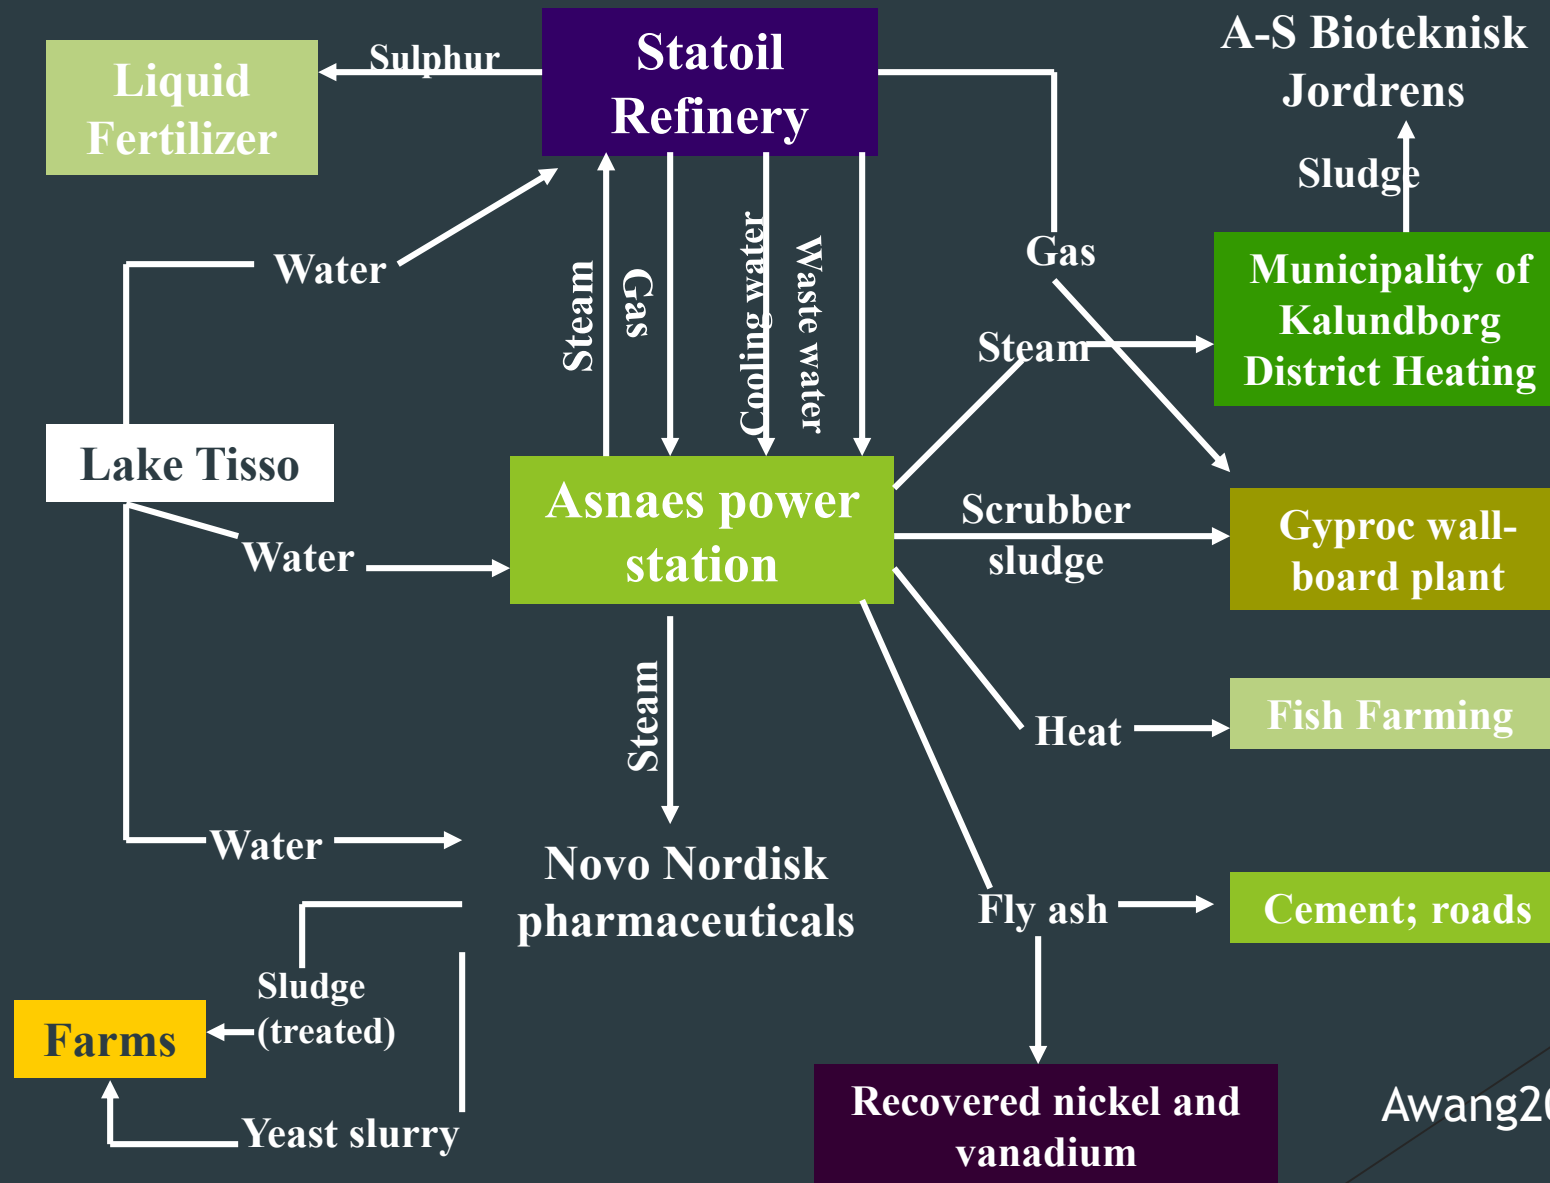 Liquid
Fertilizer
Sulphur
Statoil
Refinery
A-S Bioteknisk
Jordrens
Sludge
Water
Steam
Gas
Cooling water
Waste water
Gas
Steam
Municipality of
Kalundborg
District Heating
Lake Tisso
Water
Asnaes power
station
Scrubber
sludge
Gyproc wall-
board plant
Steam
Heat
Fish Farming
Water
Novo Nordisk
pharmaceuticals
Fly ash
Cement; roads
Sludge
(treated)
Farms
Yeast slurry
Recovered nickel and
vanadium